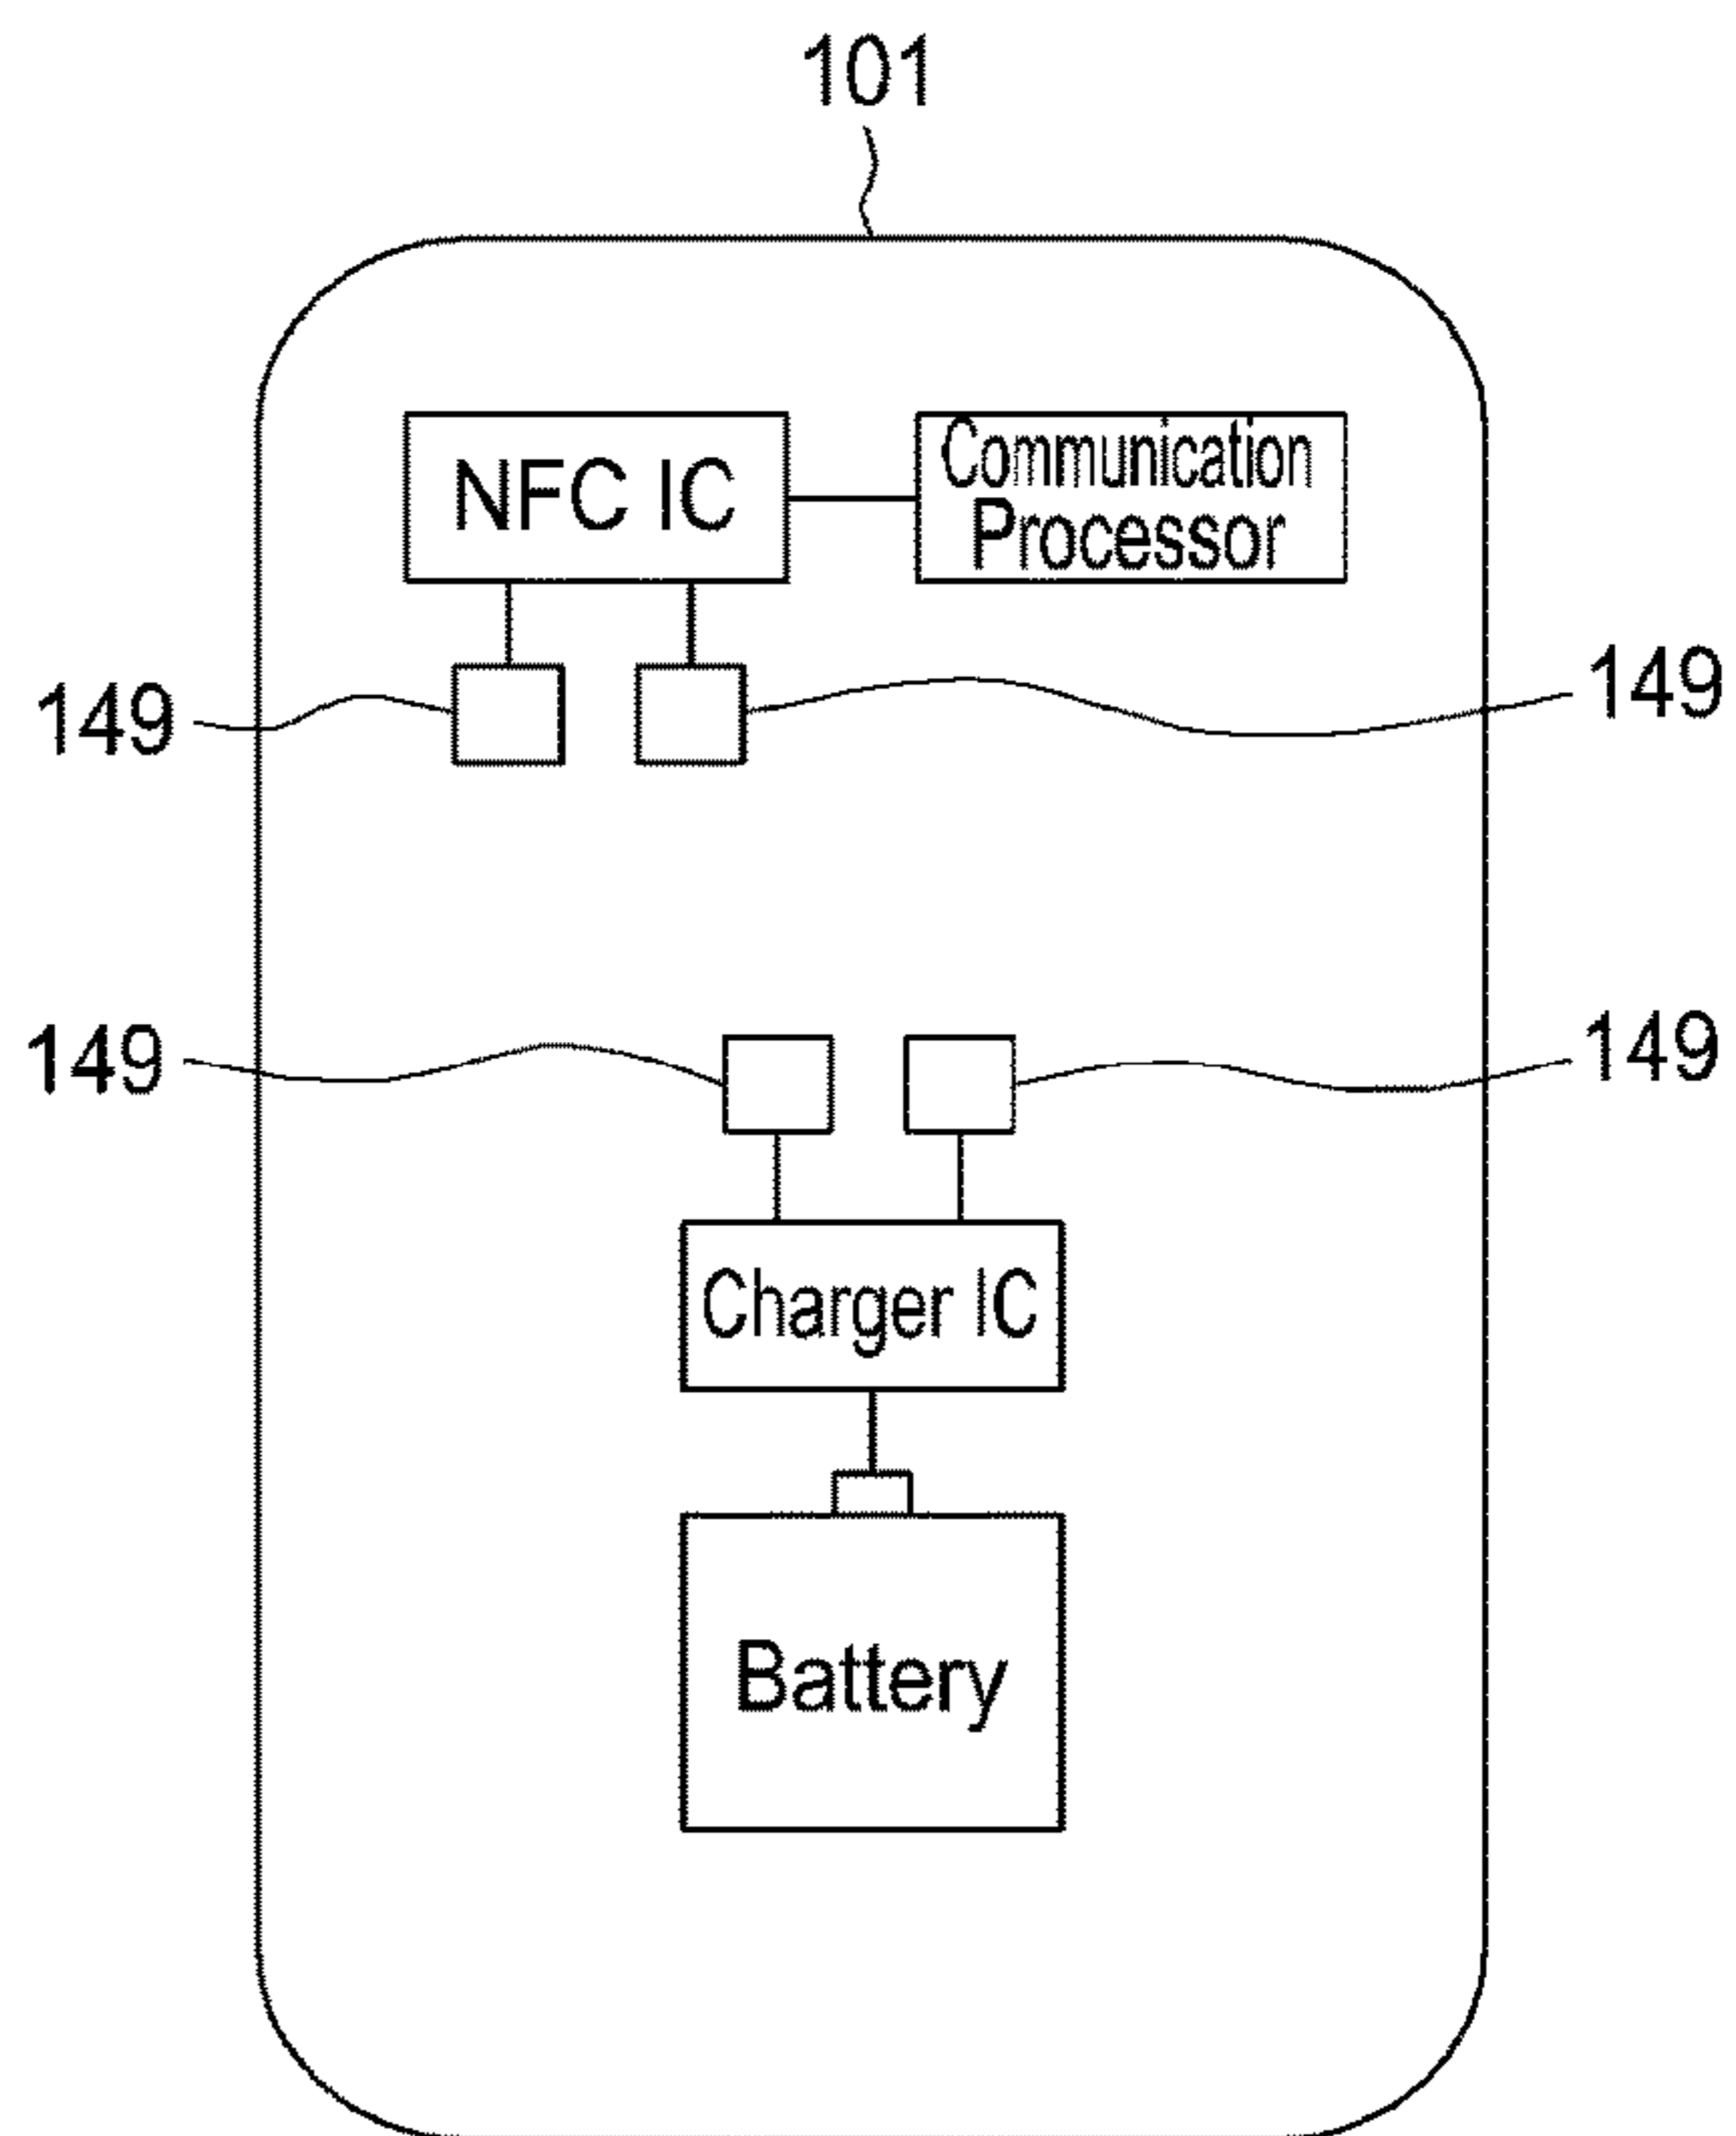 101
NFC IC
Communication
Processor
149
149
149
149
Charger IC
Battery